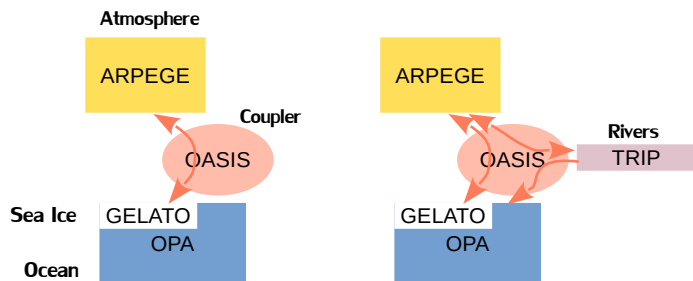 Atmosphere
ARPEGE
Coupler
OASIS
Sea Ice
GELATO
OPA
Ocean
ARPEGE
OASIS
Rivers
TRIP
GELATO
OPA